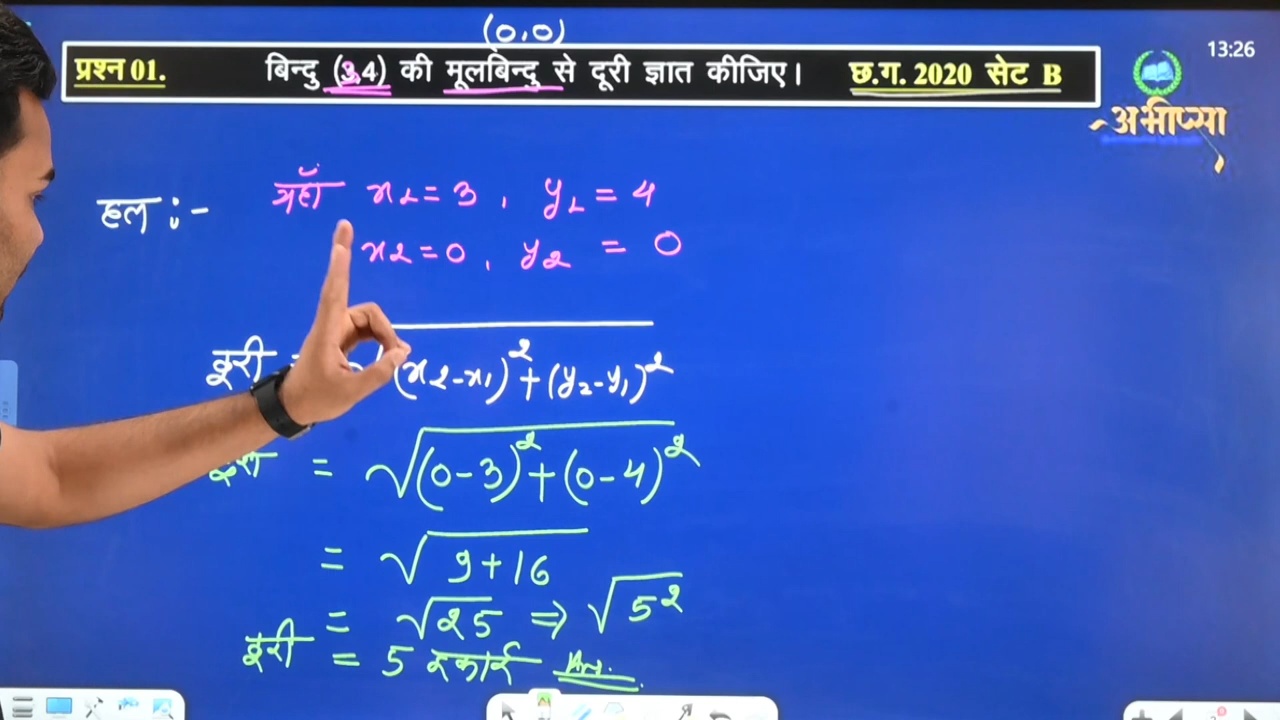 (0,0)
प्रश्न 01. बिन्दु (3,4) की मूलबिन्दु से दूरी ज्ञात कीजिए। छ.ग. 2020 सेट B
13:26
अभीप्सा
हल :- यहाँ x₁ = 3 , y₁ = 4
x₂ = 0 , y₂ = 0
दूरी = √(x₂-x₁)² + (y₂-y₁)²
= √(0-3)² + (0-4)²
= √9+16
= √25 ⇒ √5²
दूरी = 5 इकाई Ans.